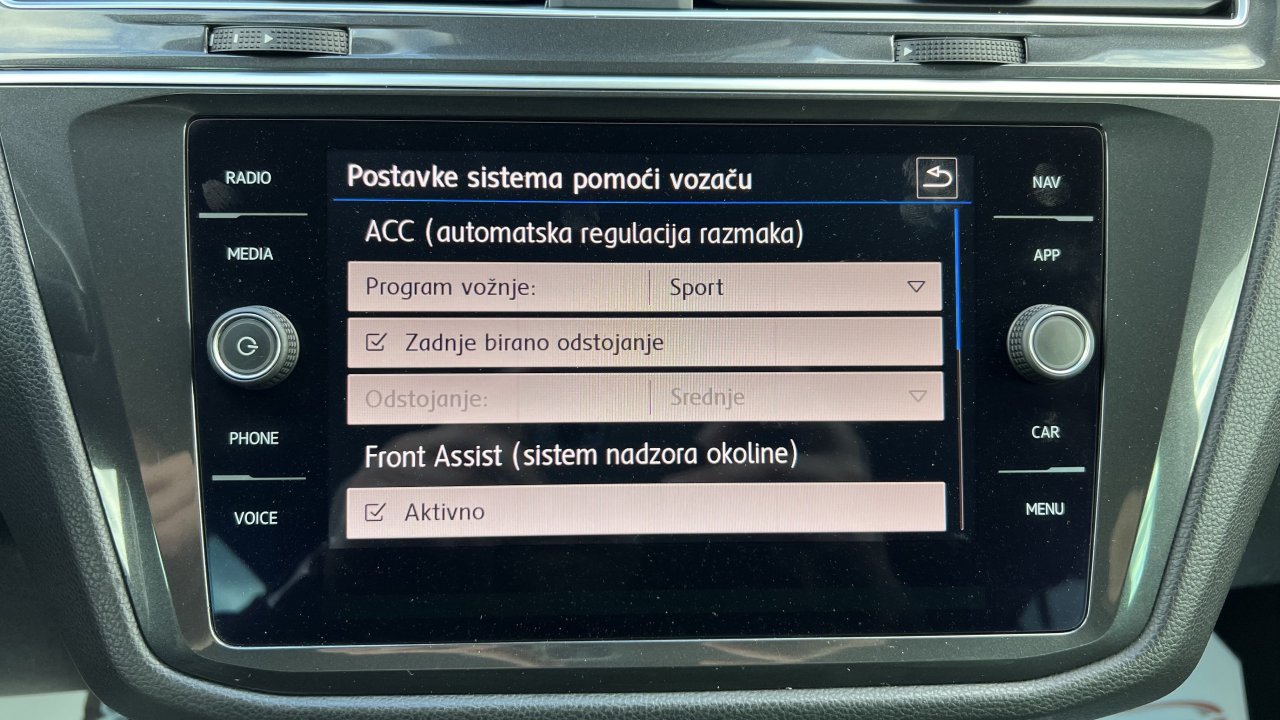 RADIO
MEDIA
PHONE
VOICE
Postavke sistema pomoći vozaču
ACC (automatska regulacija razmaka)
Program vožnje: Sport
Zadnje birano odstojanje
Odstojanje: Srednje
Front Assist (sistem nadzora okoline)
Aktivno
NAV
APP
CAR
MENU